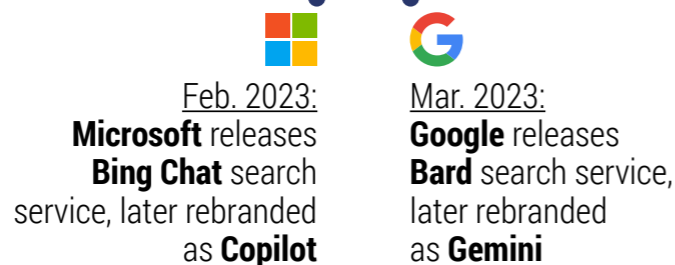 Feb. 2023:
Microsoft releases
Bing Chat search
service, later rebranded
as Copilot
Mar. 2023:
Google releases
Bard search service,
later rebranded
as Gemini